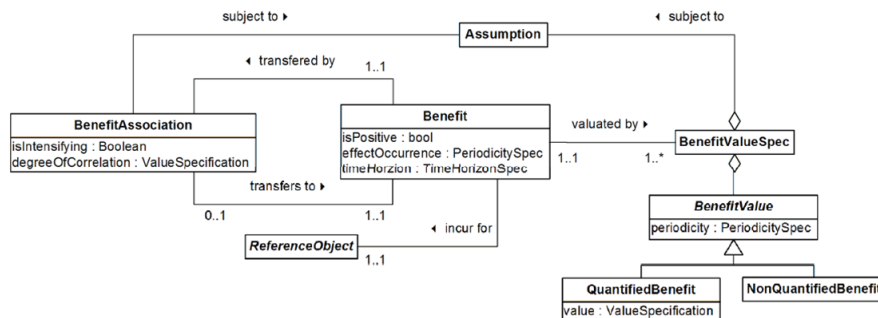 subject to ▸
◂ subject to
Assumption
◂ transfered by
1..1
BenefitAssociation
isIntensifying : Boolean
degreeOfCorrelation : ValueSpecification
Benefit
isPositive : bool
effectOccurrence : PeriodicitySpec
timeHorzion : TimeHorizonSpec
valuated by ▸
1..1
1..*
BenefitValueSpec
transfers to ▸
0..1
1..1
BenefitValue
periodicity : PeriodicitySpec
◂ incur for
ReferenceObject
1..1
QuantifiedBenefit
value : ValueSpecification
NonQuantifiedBenefit